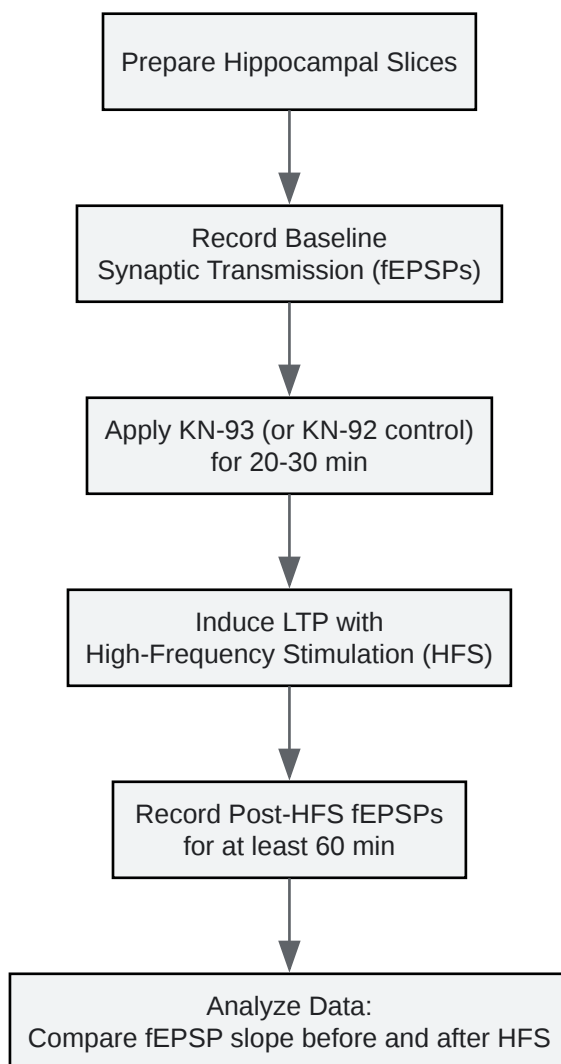 Prepare Hippocampal Slices
Record Baseline
Synaptic Transmission (fEPSPs)
Apply KN-93 (or KN-92 control)
for 20-30 min
Induce LTP with
High-Frequency Stimulation (HFS)
Record Post-HFS fEPSPs
for at least 60 min
Analyze Data:
Compare fEPSP slope before and after HFS